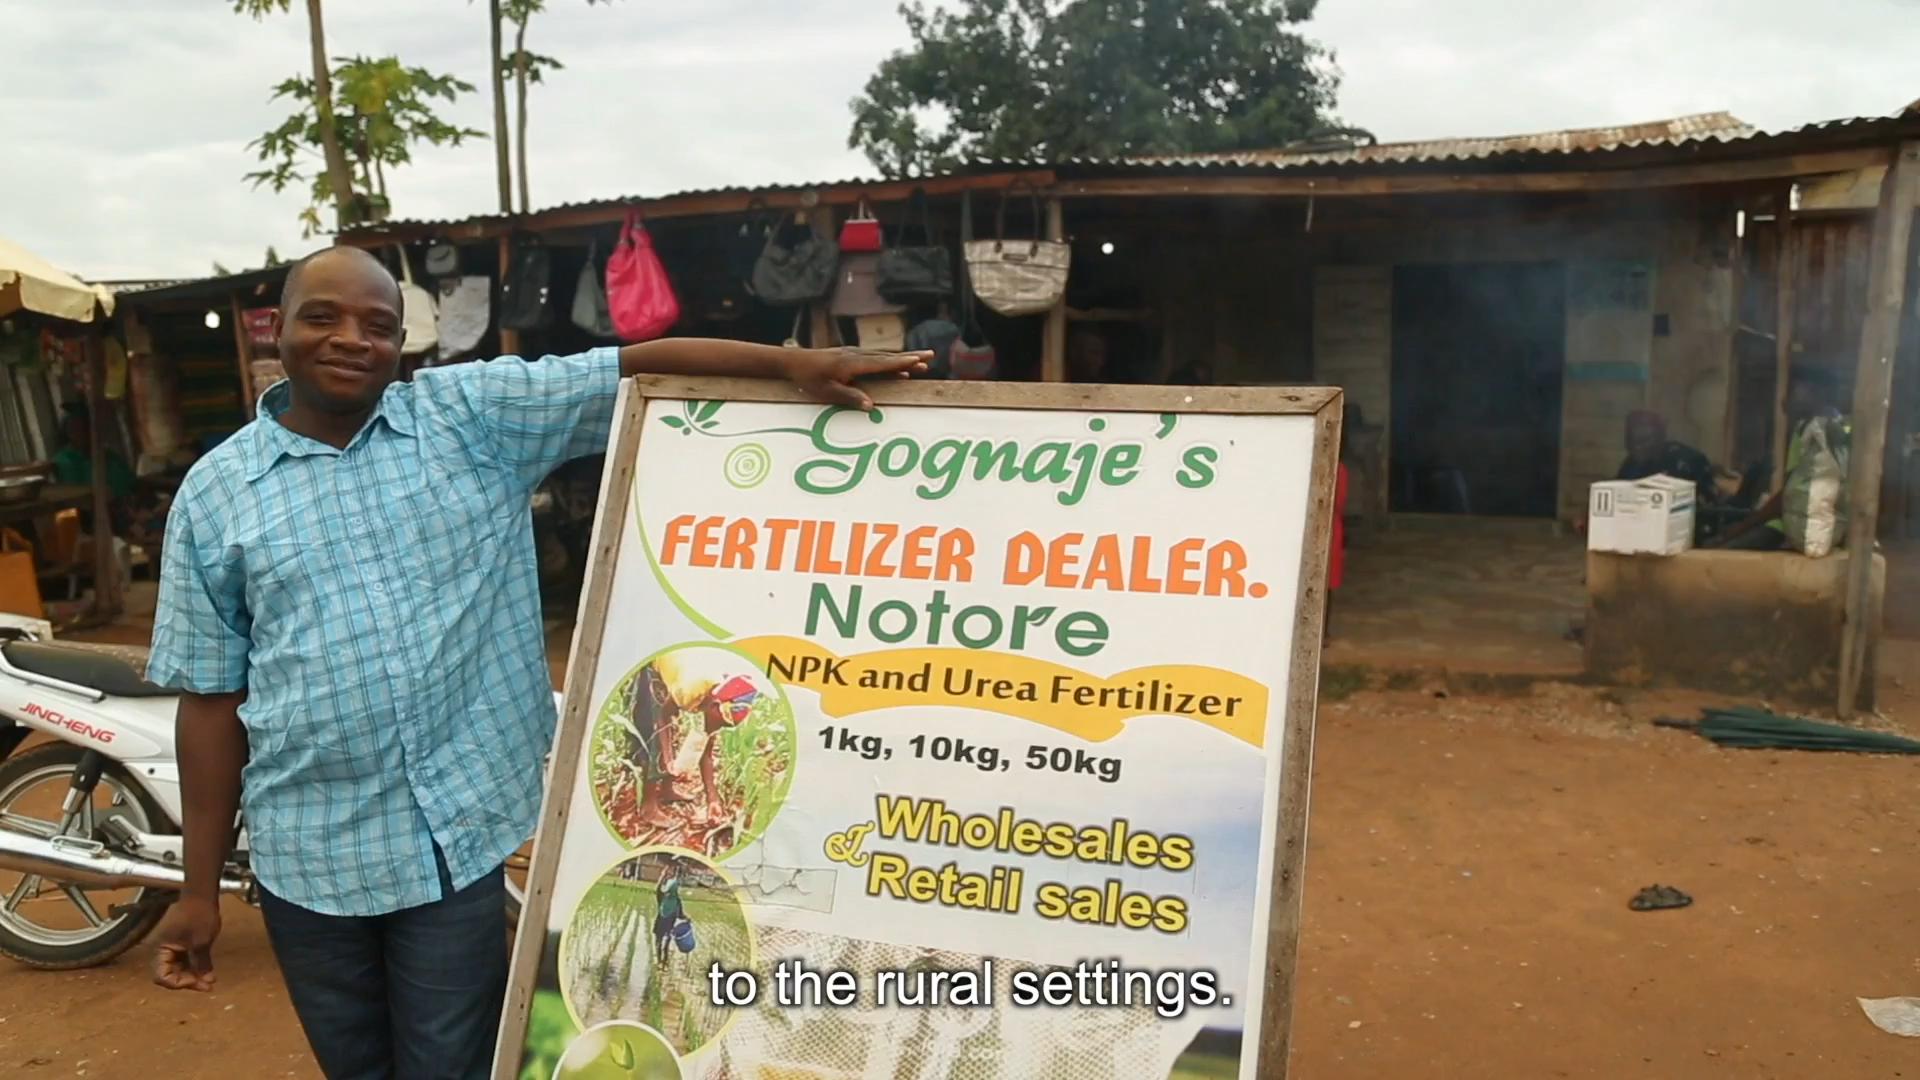 Gognaje's
FERTILIZER DEALER.
Notore
NPK and Urea Fertilizer
1kg, 10kg, 50kg
Wholesales
& Retail sales
JINCHENG
to the rural settings.